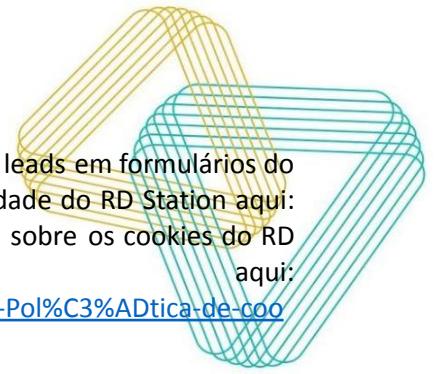 leads em formulários do
dade do RD Station aqui:
sobre os cookies do RD
aqui:
-Pol%C3%ADtica-de-coo